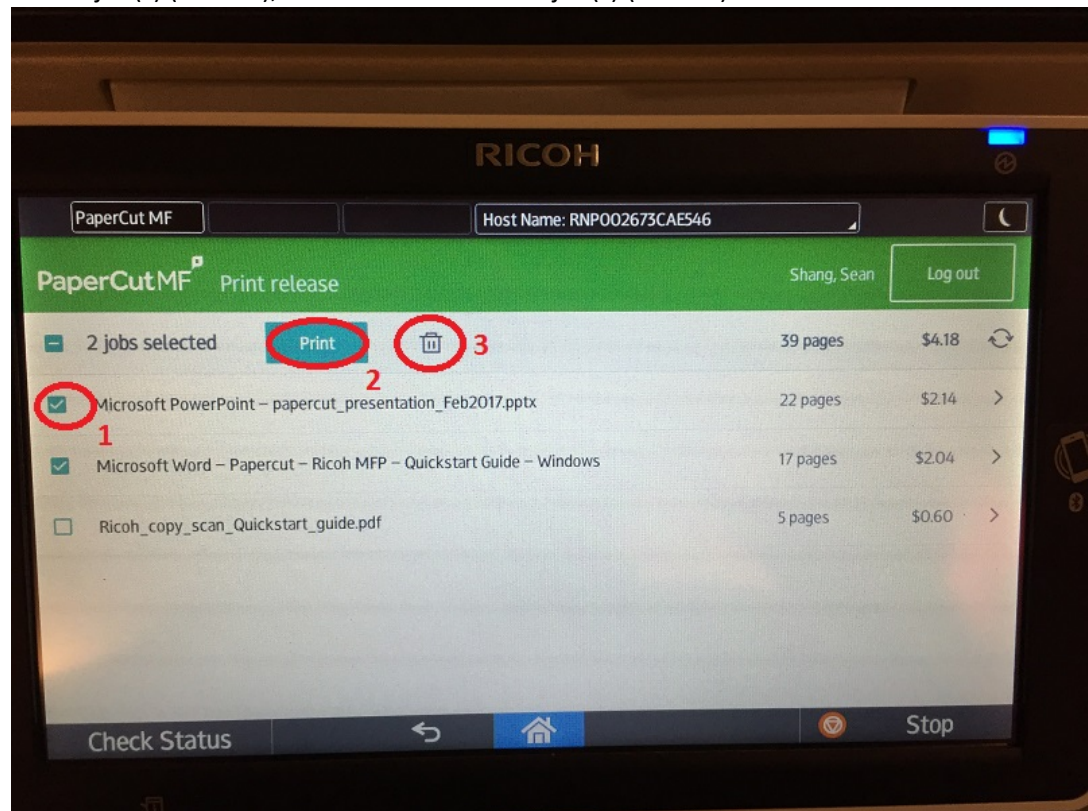 RICOH
PaperCut MF Host Name: RNP002673CAE546
PaperCutMF Print release Shang, Sean Log out
2 jobs selected Print 3 39 pages $4.18
2
Microsoft PowerPoint – papercut_presentation_Feb2017.pptx 22 pages $2.14 >
1
Microsoft Word – Papercut – Ricoh MFP – Quickstart Guide – Windows 17 pages $2.04 >
Ricoh_copy_scan_Quickstart_guide.pdf 5 pages $0.60 >
Check Status Stop